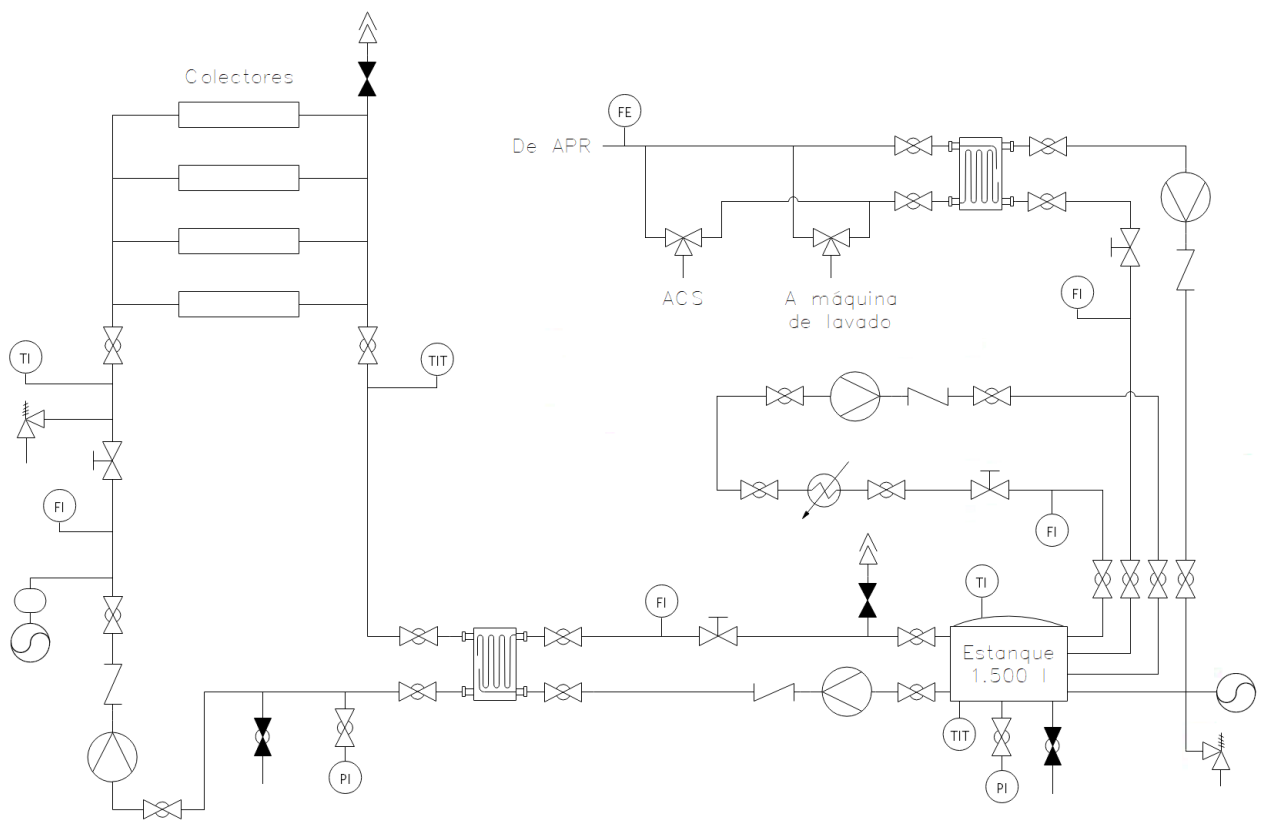 Colectores
FE
De APR
ACS
A máquina
de lavado
FI
TI
TIT
FI
FI
TI
FI
Estanque
1.500 l
TIT
PI
PI